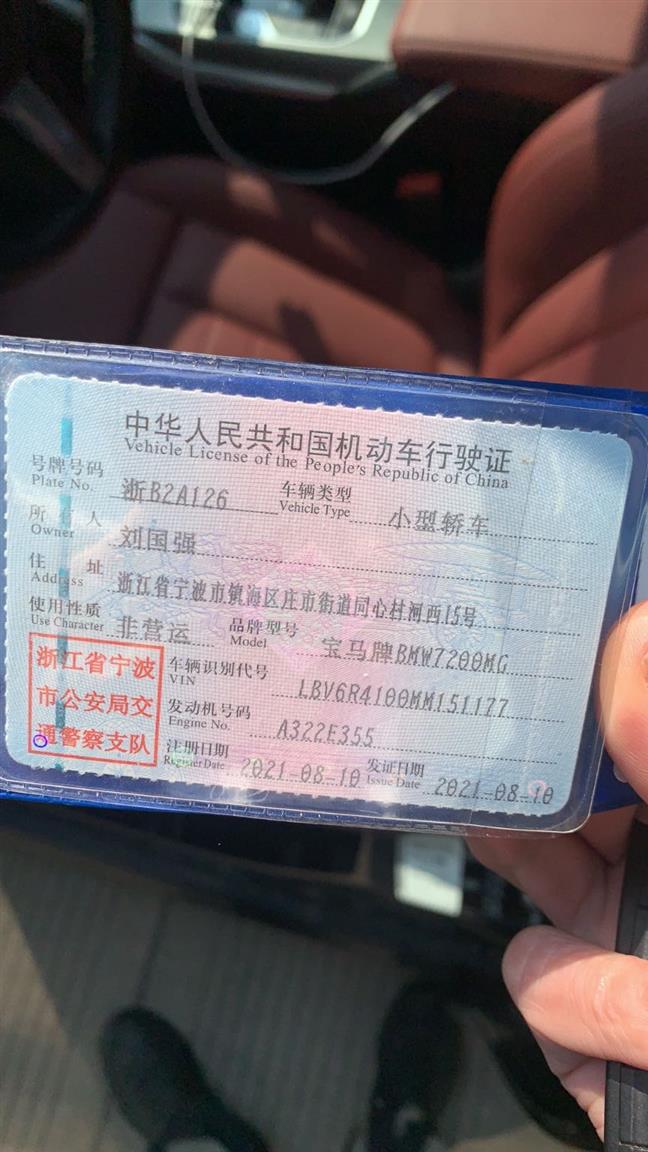 中华人民共和国机动车行驶证
Vehicle License of the People's Republic of China
号牌号码 浙B2A126 车辆类型 小型轿车
Plate No. Vehicle Type
所有人 刘国强
Owner
住址 浙江省宁波市镇海区庄市街道同心村河西15号
Address
使用性质 非营运 品牌型号 宝马牌BMW7200MG
Use Character Model
浙江省宁波
市公安局交
通警察支队
车辆识别代号 LBV6R4100MM151177
VIN
发动机号码 A322E355
Engine No.
注册日期 2021-08-10 发证日期 2021-08-10
Register Date Issue Date